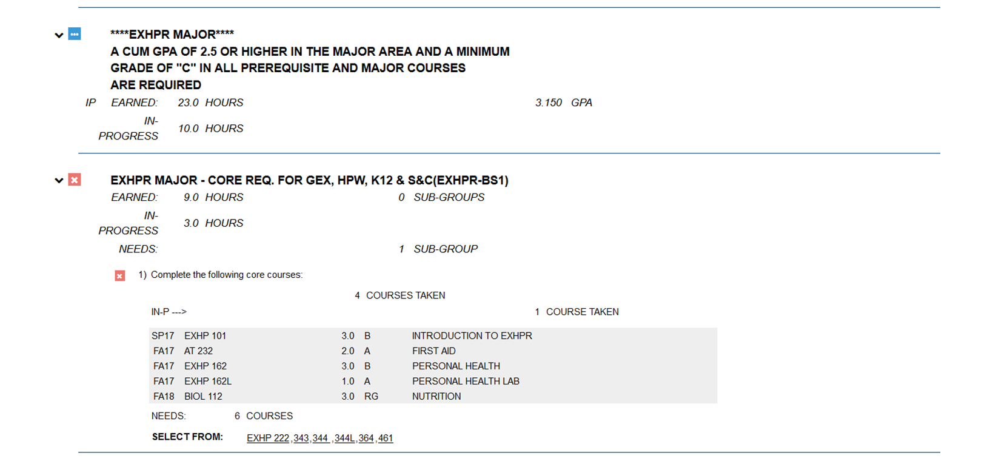 ****EXHPR MAJOR****
A CUM GPA OF 2.5 OR HIGHER IN THE MAJOR AREA AND A MINIMUM
GRADE OF "C" IN ALL PREREQUISITE AND MAJOR COURSES
ARE REQUIRED
IP EARNED: 23.0 HOURS 3.150 GPA
IN-
PROGRESS 10.0 HOURS
EXHPR MAJOR - CORE REQ. FOR GEX, HPW, K12 & S&C(EXHPR-BS1)
EARNED: 9.0 HOURS 0 SUB-GROUPS
IN-
PROGRESS 3.0 HOURS
NEEDS: 1 SUB-GROUP
1) Complete the following core courses:
4 COURSES TAKEN
IN-P ---> 1 COURSE TAKEN
SP17 EXHP 101 3.0 B INTRODUCTION TO EXHPR
FA17 AT 232 2.0 A FIRST AID
FA17 EXHP 162 3.0 B PERSONAL HEALTH
FA17 EXHP 162L 1.0 A PERSONAL HEALTH LAB
FA18 BIOL 112 3.0 RG NUTRITION
NEEDS: 6 COURSES
SELECT FROM: EXHP 222,343,344 ,344L,364,461